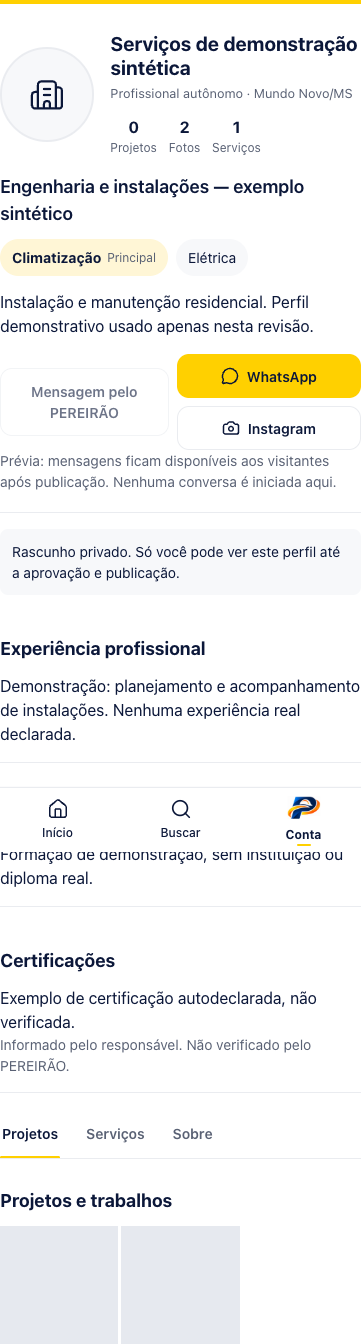 Serviços de demonstração
sintética
Profissional autônomo · Mundo Novo/MS
0 2 1
Projetos Fotos Serviços
Engenharia e instalações — exemplo
sintético
Climatização Principal Elétrica
Instalação e manutenção residencial. Perfil
demonstrativo usado apenas nesta revisão.
Mensagem pelo
PEREIRÃO
WhatsApp
Instagram
Prévia: mensagens ficam disponíveis aos visitantes
após publicação. Nenhuma conversa é iniciada aqui.
Rascunho privado. Só você pode ver este perfil até
a aprovação e publicação.
Experiência profissional
Demonstração: planejamento e acompanhamento
de instalações. Nenhuma experiência real
declarada.
Início Buscar Conta
Formação de demonstração, sem instituição ou
diploma real.
Certificações
Exemplo de certificação autodeclarada, não
verificada.
Informado pelo responsável. Não verificado pelo
PEREIRÃO.
Projetos Serviços Sobre
Projetos e trabalhos